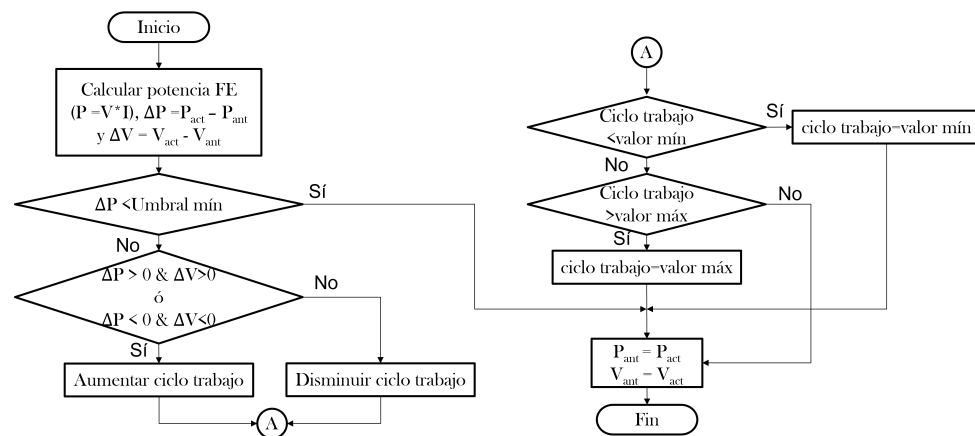 Inicio
Calcular potencia FE
(P =V*I), ΔP =Pact – Pant
y ΔV = Vact - Vant
ΔP <Umbral mín
Sí
No
ΔP > 0 & ΔV>0
ó
ΔP < 0 & ΔV<0
No
Sí
Aumentar ciclo trabajo
Disminuir ciclo trabajo
A
A
Ciclo trabajo
<valor mín
Sí
ciclo trabajo=valor mín
No
Ciclo trabajo
>valor máx
No
Sí
ciclo trabajo=valor máx
Pant = Pact
Vant = Vact
Fin